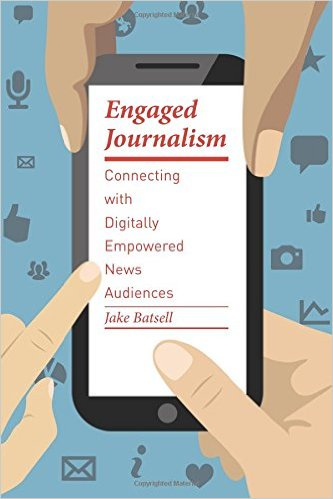 Engaged
Journalism
Connecting
with
Digitally
Empowered
News
Audiences
Jake Batsell